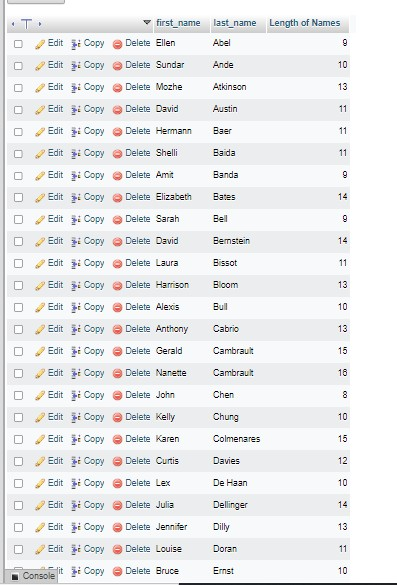 first_name last_name Length of Names
Edit Copy Delete Ellen Abel 9
Edit Copy Delete Sundar Ande 10
Edit Copy Delete Mozhe Atkinson 13
Edit Copy Delete David Austin 11
Edit Copy Delete Hermann Baer 11
Edit Copy Delete Shelli Baida 11
Edit Copy Delete Amit Banda 9
Edit Copy Delete Elizabeth Bates 14
Edit Copy Delete Sarah Bell 9
Edit Copy Delete David Bernstein 14
Edit Copy Delete Laura Bissot 11
Edit Copy Delete Harrison Bloom 13
Edit Copy Delete Alexis Bull 10
Edit Copy Delete Anthony Cabrio 13
Edit Copy Delete Gerald Cambrault 15
Edit Copy Delete Nanette Cambrault 16
Edit Copy Delete John Chen 8
Edit Copy Delete Kelly Chung 10
Edit Copy Delete Karen Colmenares 15
Edit Copy Delete Curtis Davies 12
Edit Copy Delete Lex De Haan 10
Edit Copy Delete Julia Dellinger 14
Edit Copy Delete Jennifer Dilly 13
Edit Copy Delete Louise Doran 11
Edit Copy Delete Bruce Ernst 10
Console